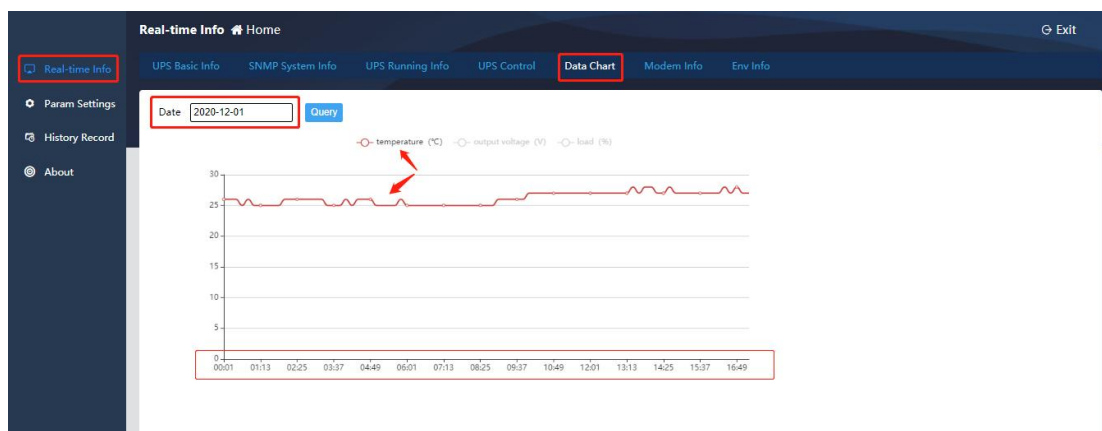 Real-time Info Home Exit
Real-time Info
Param Settings
History Record
About
UPS Basic Info SNMP System Info UPS Running Info UPS Control Data Chart Modem Info Env Info
Date 2020-12-01 Query
temperature (℃) output voltage (V) load (%)
30
25
20
15
10
5
0
00:01 01:13 02:25 03:37 04:49 06:01 07:13 08:25 09:37 10:49 12:01 13:13 14:25 15:37 16:49